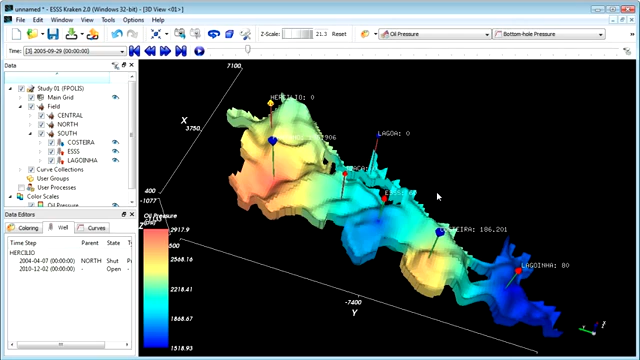 unnamed * - ESSS Kraken 2.0 (Windows 32-bit) - [3D View <01>]
File Edit View Window Tools Options Help
Z-Scale: 21.3 Reset Oil Pressure Bottom-hole Pressure
Time: [3] 2005-09-29 (00:00:00)
Data
Study 01 (FPOLIS)
Main Grid
Field
CENTRAL
NORTH
SOUTH
COSTEIRA
ESSS
LAGOINHA
Curve Collections
User Groups
User Processes
Color Scales
Oil Pressure
Data Editors
Coloring Well Curves
Time Step Parent State
HERCILIO
2004-04-07 (00:00:00) NORTH Shut
2010-12-02 (00:00:00) - Open
7100
X
3750
400
-1077
HERCILIO: 0
LAGOA: 0
COSTEIRA: 186.201
LAGOINHA: 80
-7400
Y
Oil Pressure
2917.9
2568.16
2218.41
1868.67
1518.93